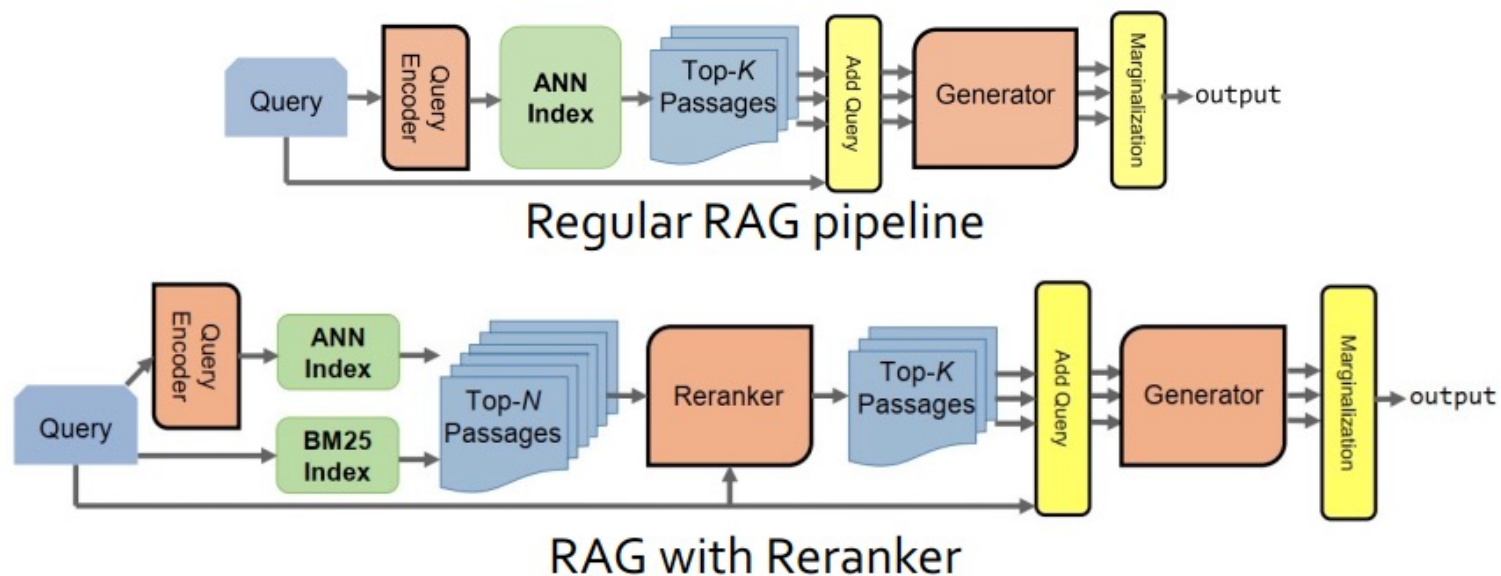 Query
Query
Encoder
ANN
Index
Top-K
Passages
Add Query
Generator
Marginalization
output
Regular RAG pipeline
Query
Query
Encoder
ANN
Index
BM25
Index
Top-N
Passages
Reranker
Top-K
Passages
Add Query
Generator
Marginalization
output
RAG with Reranker